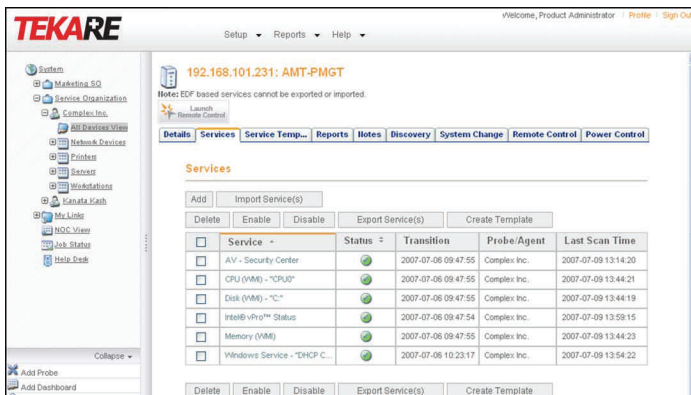 TEKARE
Welcome, Product Administrator | Profile | Sign Out
Setup Reports Help
System
Marketing SO
Service Organization
Complex Inc.
All Devices View
Network Devices
Printers
Servers
Workstations
Kanata Kash
My Links
NOC View
Job Status
Help Desk
Collapse
Add Probe
Add Dashboard
192.168.101.231: AMT-PMGT
Note: EDF based services cannot be exported or imported.
Launch
Remote Control
Details Services Service Temp... Reports Notes Discovery System Change Remote Control Power Control
Services
Add Import Service(s)
Delete Enable Disable Export Service(s) Create Template
Service Status Transition Probe/Agent Last Scan Time
AV - Security Center 2007-07-06 09:47:55 Complex Inc. 2007-07-09 13:14:20
CPU (WMI) - "CPU0" 2007-07-06 09:47:55 Complex Inc. 2007-07-09 13:44:21
Disk (WMI) - "C:" 2007-07-06 09:47:55 Complex Inc. 2007-07-09 13:44:19
Intel® vPro™ Status 2007-07-06 09:47:54 Complex Inc. 2007-07-09 13:59:15
Memory (WMI) 2007-07-06 09:47:55 Complex Inc. 2007-07-09 13:44:23
Windows Service - "DHCP C... 2007-07-06 10:23:17 Complex Inc. 2007-07-09 13:54:22
Delete Enable Disable Export Service(s) Create Template